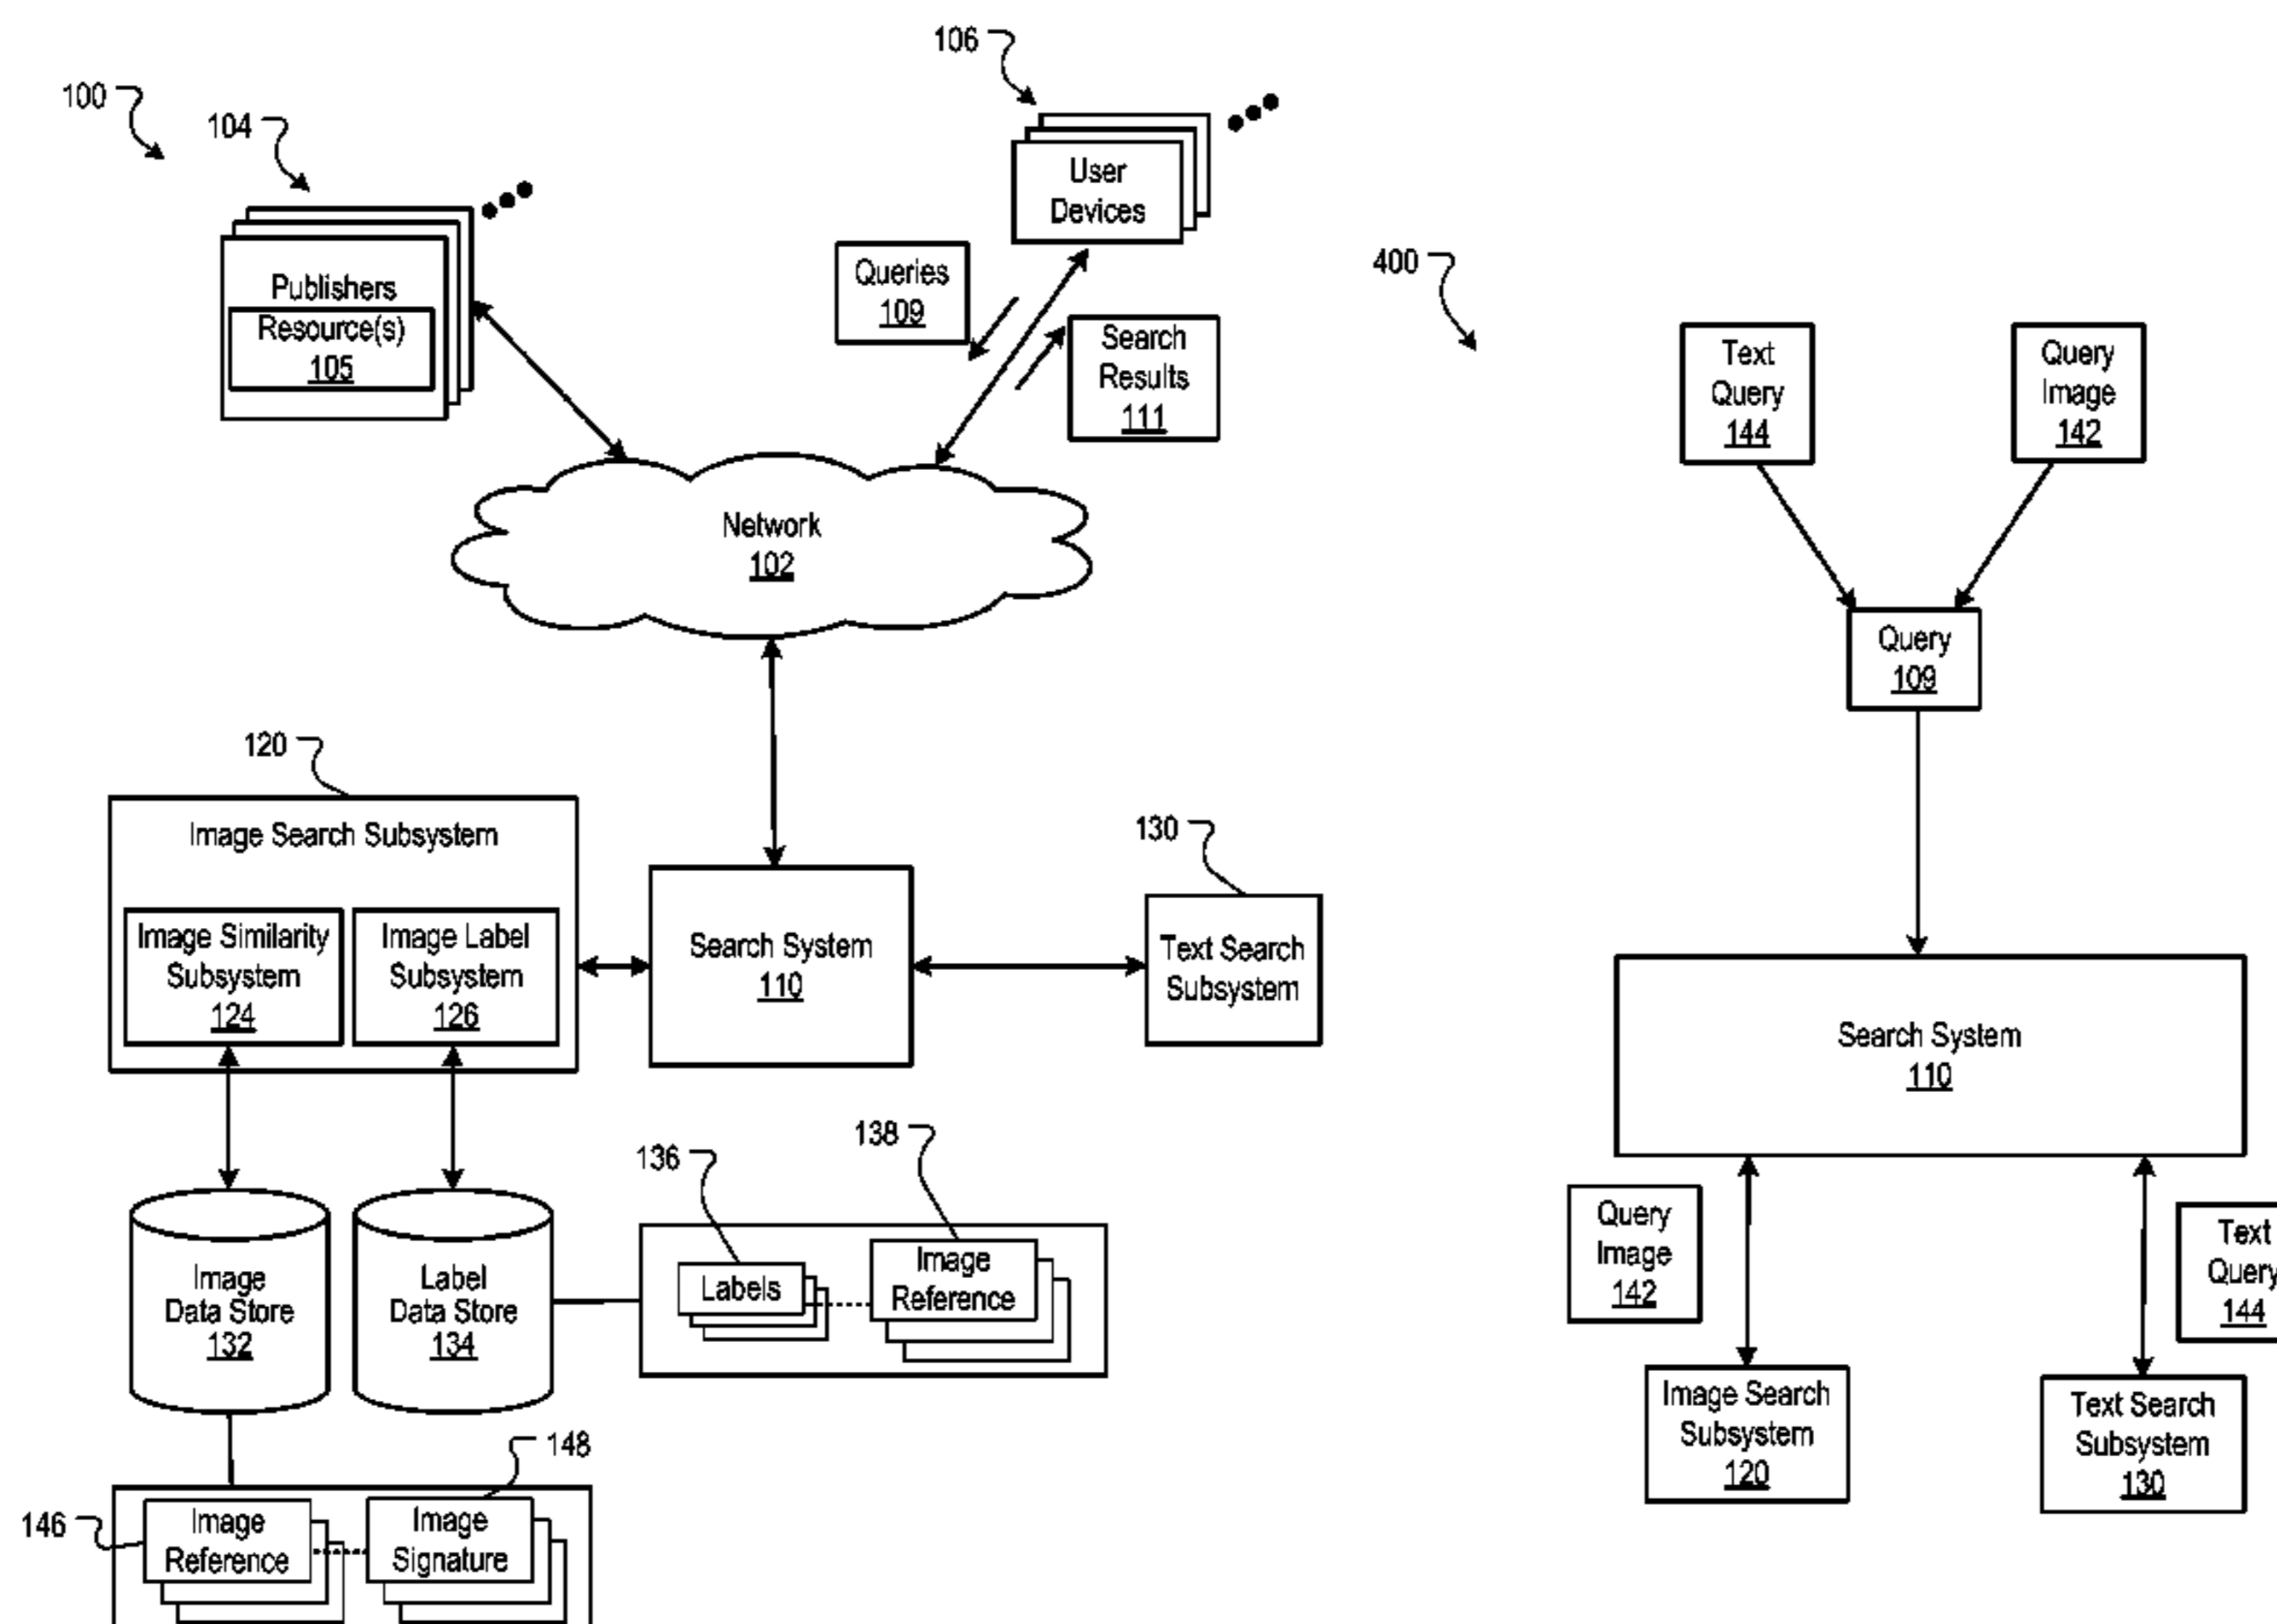 106
100
104
User
Devices
Publishers
Resource(s)
105
Queries
109
Search
Results
111
Network
102
120
Image Search Subsystem
Image Similarity
Subsystem
124
Image Label
Subsystem
126
Search System
110
130
Text Search
Subsystem
136
138
Image
Data Store
132
Label
Data Store
134
Labels
Image
Reference
148
146
Image
Reference
Image
Signature
400
Text
Query
144
Query
Image
142
Query
109
Search System
110
Query
Image
142
Text
Query
144
Image Search
Subsystem
120
Text Search
Subsystem
130